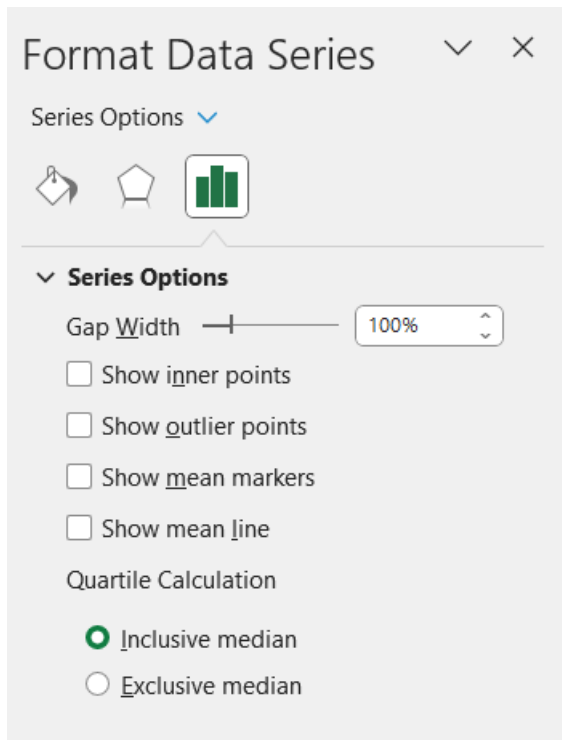 Format Data Series
Series Options
Series Options
Gap Width 100%
Show inner points
Show outlier points
Show mean markers
Show mean line
Quartile Calculation
Inclusive median
Exclusive median